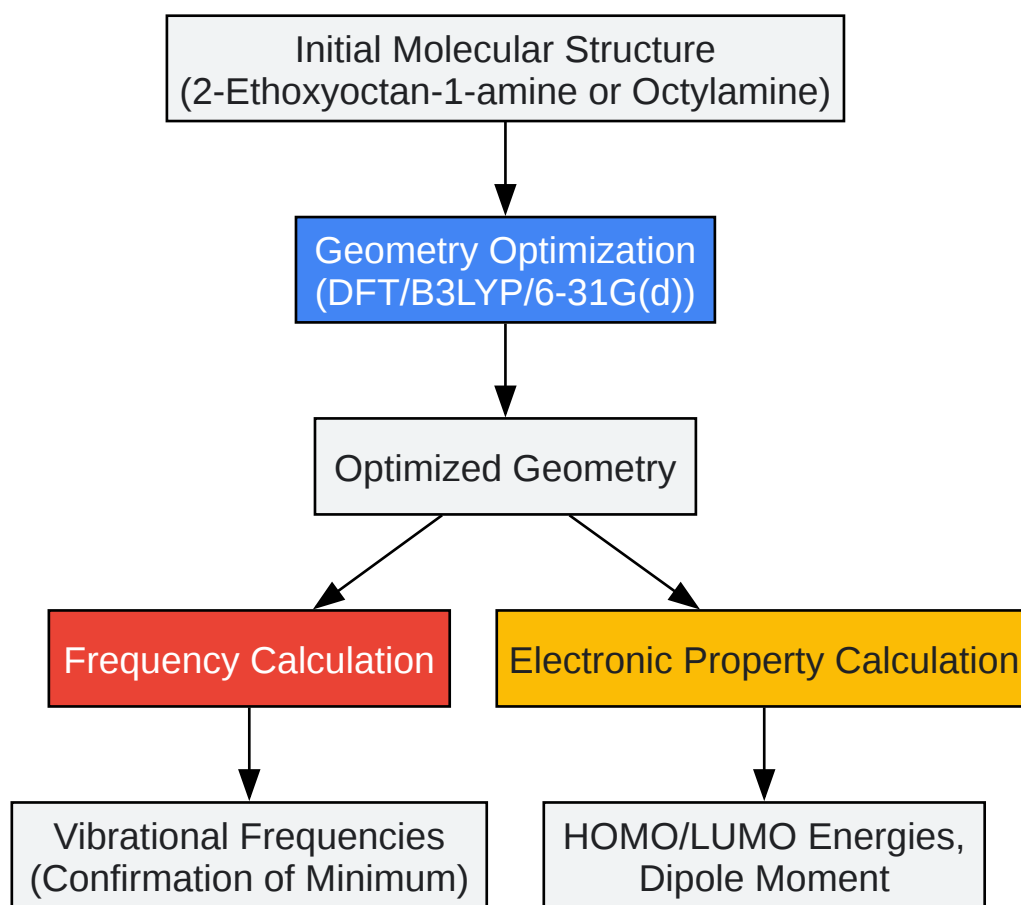 Initial Molecular Structure
(2-Ethoxyoctan-1-amine or Octylamine)
Geometry Optimization
(DFT/B3LYP/6-31G(d))
Optimized Geometry
Frequency Calculation
Electronic Property Calculation
Vibrational Frequencies
(Confirmation of Minimum)
HOMO/LUMO Energies,
Dipole Moment